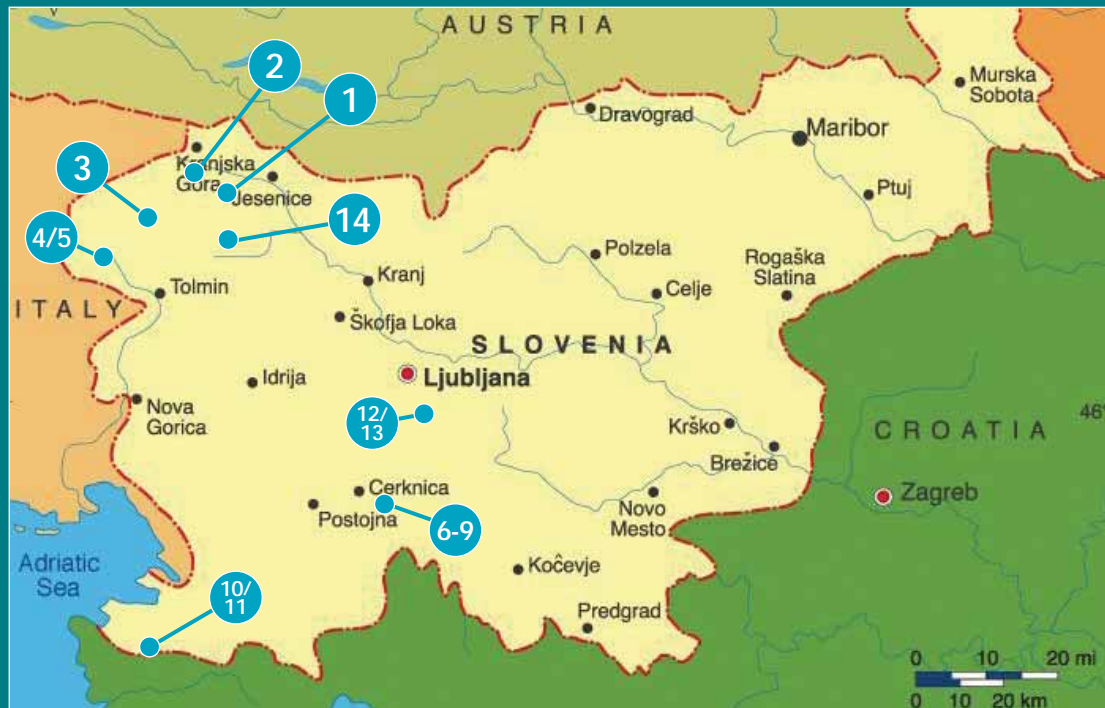 AUSTRIA
2
1
3
14
4/5
Kranjska
Gora
Jesenice
Dravograd
Maribor
Murska
Sobota
Ptuj
Tolmin
Kranj
Polzela
Rogaška
Slatina
Celje
ITALY
Škofja Loka
SLOVENIA
Idrija
Ljubljana
Nova
Gorica
12/
13
Krško
Brežice
46°
CROATIA
Zagreb
Cerknica
Postojna
6-9
Novo
Mesto
Adriatic
Sea
10/
11
Kočevje
Predgrad
0 10 20 mi
0 10 20 km